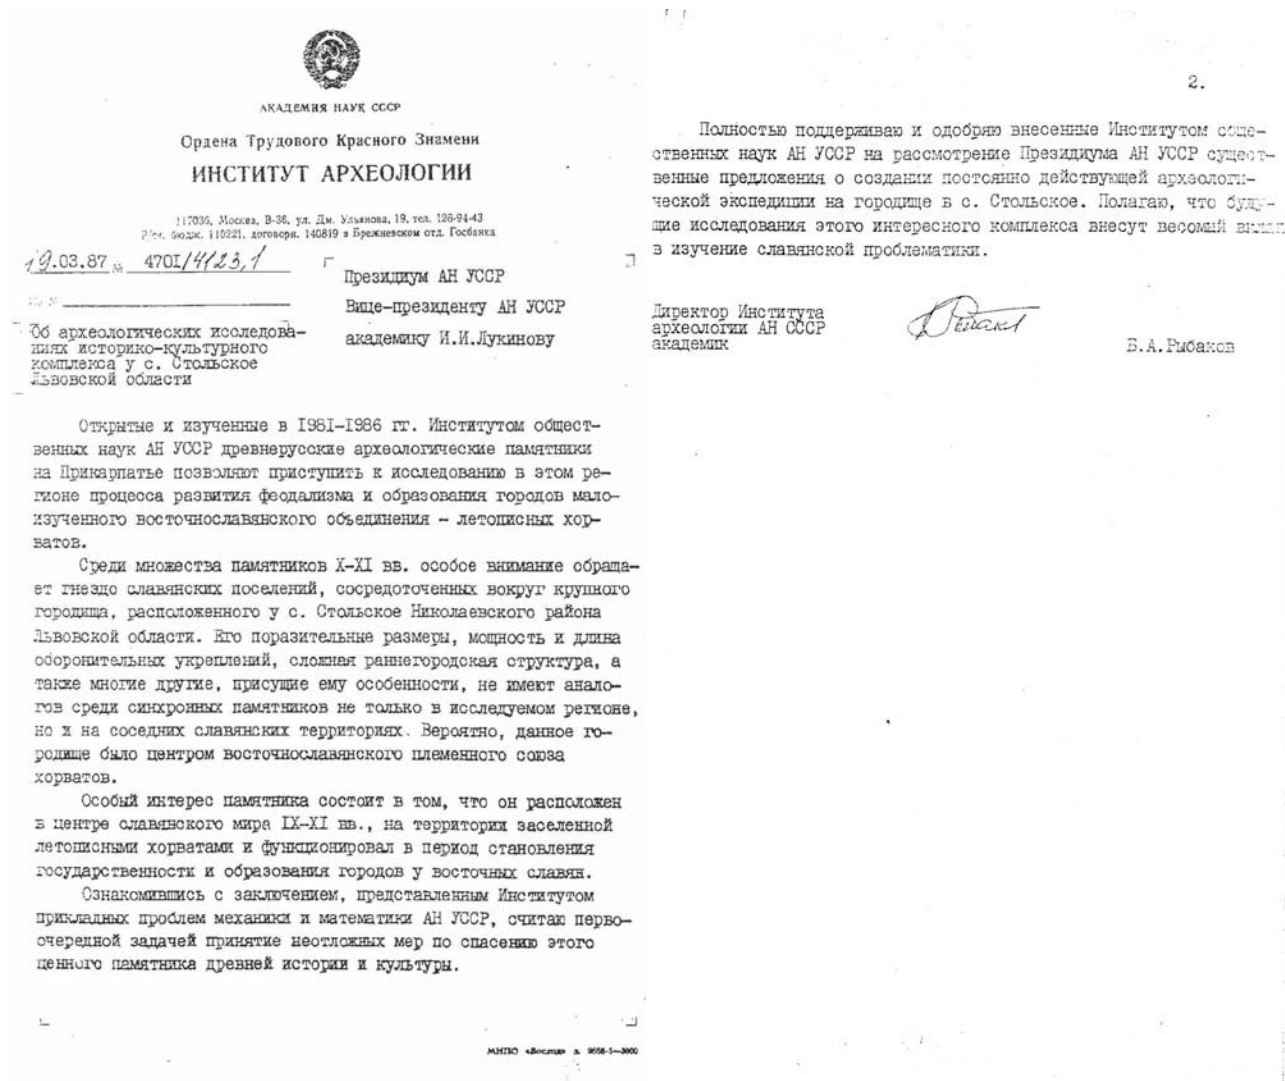 АКАДЕМИЯ НАУК СССР
Ордена Трудового Красного Знамени
ИНСТИТУТ АРХЕОЛОГИИ
117036, Москва, В-36, ул. Дм. Ульянова, 19, тел. 126-94-43
бюдж. 110221, договорн. 140819 в Брежневском отд. Госбанка
19.03.87 № 4701/4123,1
Президиум АН УССР
Вице-президенту АН УССР
академику И.И.Лукинову
Об археологических исследова-
ниях историко-культурного
комплекса у с. Стольское
Львовской области
Открытые и изученные в 1981-1986 гг. Институтом общест-
венных наук АН УССР древнерусские археологические памятники
на Прикарпатье позволяют приступить к исследованию в этом ре-
гионе процесса развития феодализма и образования городов мало-
изученного восточнославянского объединения - летописных хор-
ватов.
Среди множества памятников X-XI вв. особое внимание обраща-
ет гнездо славянских поселений, сосредоточенных вокруг крупного
городища, расположенного у с. Стольское Николаевского района
Львовской области. Его поразительные размеры, мощность и длина
оборонительных укреплений, сложная раннегородская структура, а
также многие другие, присущие ему особенности, не имеют анало-
гов среди синхронных памятников не только в исследуемом регионе,
но и на соседних славянских территориях. Вероятно, данное го-
родище было центром восточнославянского племенного союза
хорватов.
Особый интерес памятника состоит в том, что он расположен
в центре славянского мира IX-XI вв., на территории заселенной
летописными хорватами и функционировал в период становления
государственности и образования городов у восточных славян.
Ознакомившись с заключением, представленным Институтом
прикладных проблем механики и математики АН УССР, считаю перво-
очередной задачей принятие неотложных мер по спасению этого
ценного памятника древней истории и культуры.
МНПО з. 9658-5—3000
2.
Полностью поддерживаю и одобряю внесенные Институтом обще-
ственных наук АН УССР на рассмотрение Президиума АН УССР сущест-
венные предложения о создании постоянно действующей археологи-
ческой экспедиции на городище в с. Стольское. Полагаю, что буду-
щие исследования этого интересного комплекса внесут весомый вклад
в изучение славянской проблематики.
Директор Института
археологии АН СССР
академик
Б.А.Рыбаков